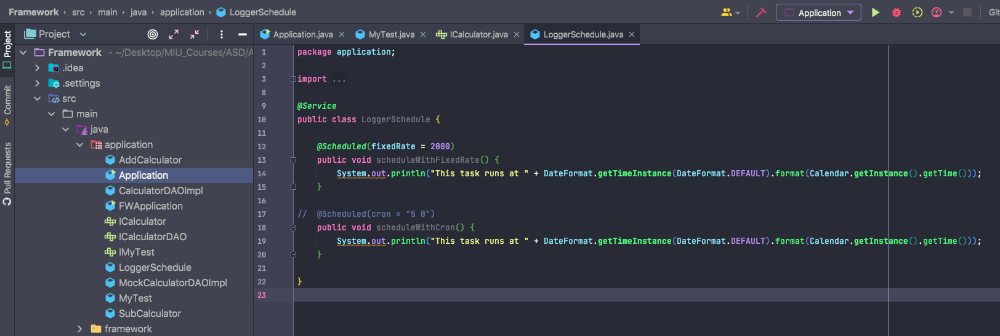 Framework › src › main › java › application › LoggerSchedule
Application
Git
Project
Commit
Pull Requests
Project
Framework - ~/Desktop/MIU_Courses/ASD/A
.idea
.settings
src
main
java
application
AddCalculator
Application
CalculatorDAOImpl
FWApplication
ICalculator
ICalculatorDAO
IMyTest
LoggerSchedule
MockCalculatorDAOImpl
MyTest
SubCalculator
framework
Application.java × MyTest.java × ICalculator.java × LoggerSchedule.java ×
1 package application;
2
3 import ...
8
9 @Service
10 public class LoggerSchedule {
11
12 @Scheduled(fixedRate = 2000)
13 public void scheduleWithFixedRate() {
14 System.out.println("This task runs at " + DateFormat.getTimeInstance(DateFormat.DEFAULT).format(Calendar.getInstance().getTime()));
15 }
16
17 // @Scheduled(cron = "5 0")
18 public void scheduleWithCron() {
19 System.out.println("This task runs at " + DateFormat.getTimeInstance(DateFormat.DEFAULT).format(Calendar.getInstance().getTime()));
20 }
21
22 }
23